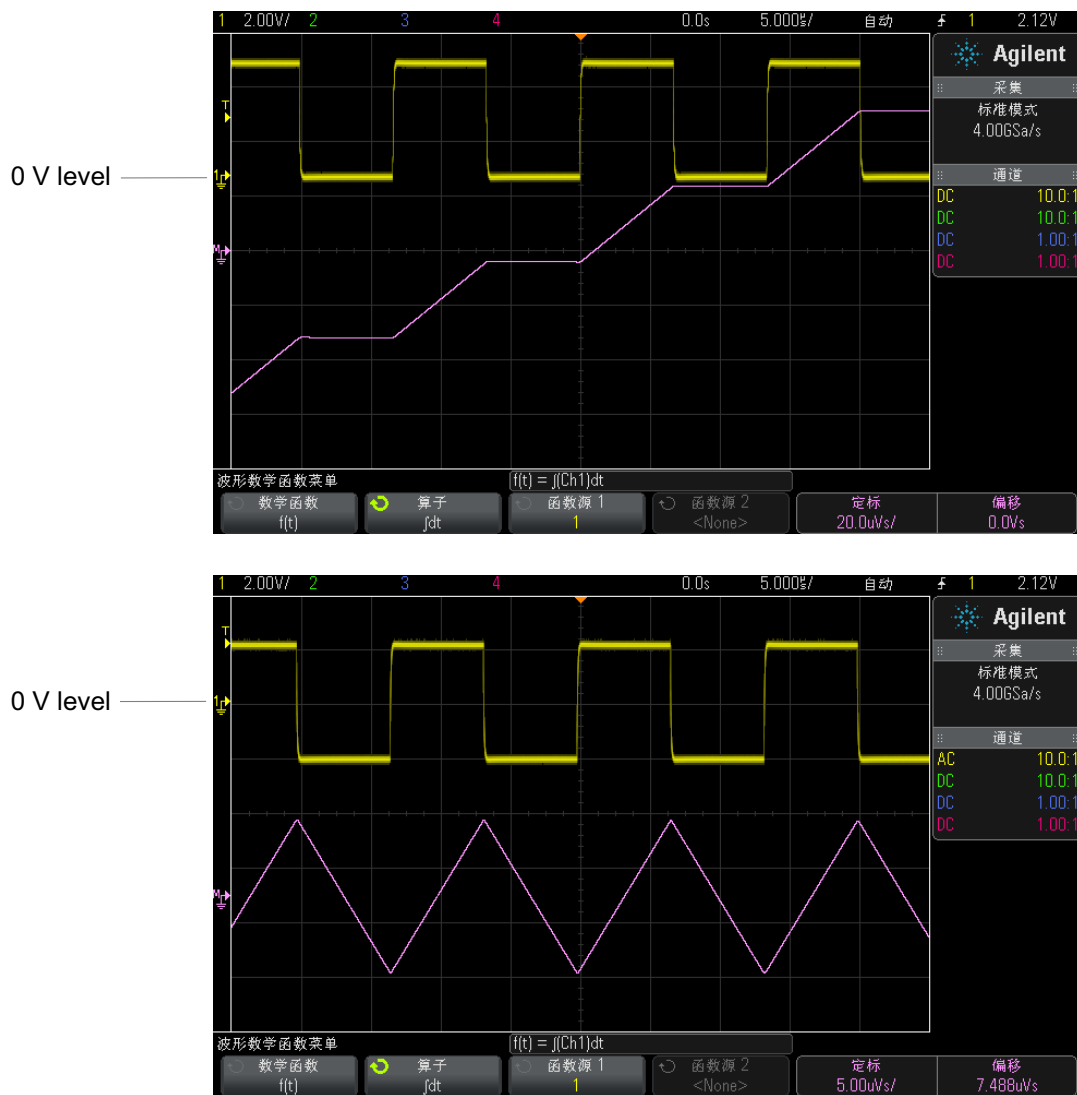 1 2.00V/ 2 3 4 0.0s 5.000µs/ 自动 1 2.12V
Agilent
采集
标准模式
4.00GSa/s
通道
DC 10.0:1
DC 10.0:1
DC 1.00:1
DC 1.00:1
T
0 V level
1
M
波形数学函数菜单
f(t) = ∫(Ch1)dt
数学函数
f(t)
算子
∫dt
函数源 1
1
函数源 2
<None>
定标
20.0uVs/
偏移
0.0Vs
1 2.00V/ 2 3 4 0.0s 5.000µs/ 自动 1 2.12V
Agilent
采集
标准模式
4.00GSa/s
通道
AC 10.0:1
DC 10.0:1
DC 1.00:1
DC 1.00:1
T
0 V level
1
M
波形数学函数菜单
f(t) = ∫(Ch1)dt
数学函数
f(t)
算子
∫dt
函数源 1
1
函数源 2
<None>
定标
5.00uVs/
偏移
7.488uVs